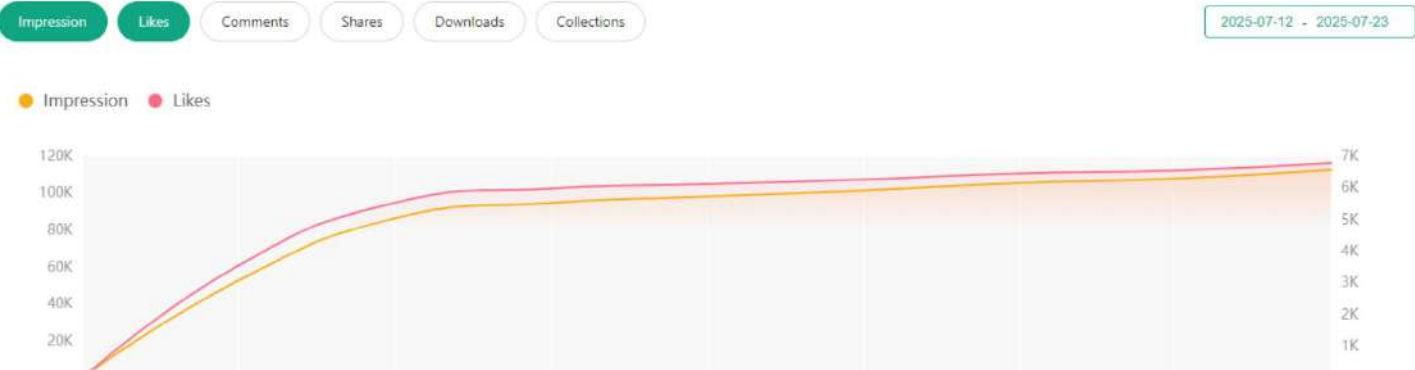 Impression Likes Comments Shares Downloads Collections 2025-07-12 - 2025-07-23
Impression Likes
120K 7K
100K 6K
80K 5K
4K
60K
3K
40K
2K
20K 1K